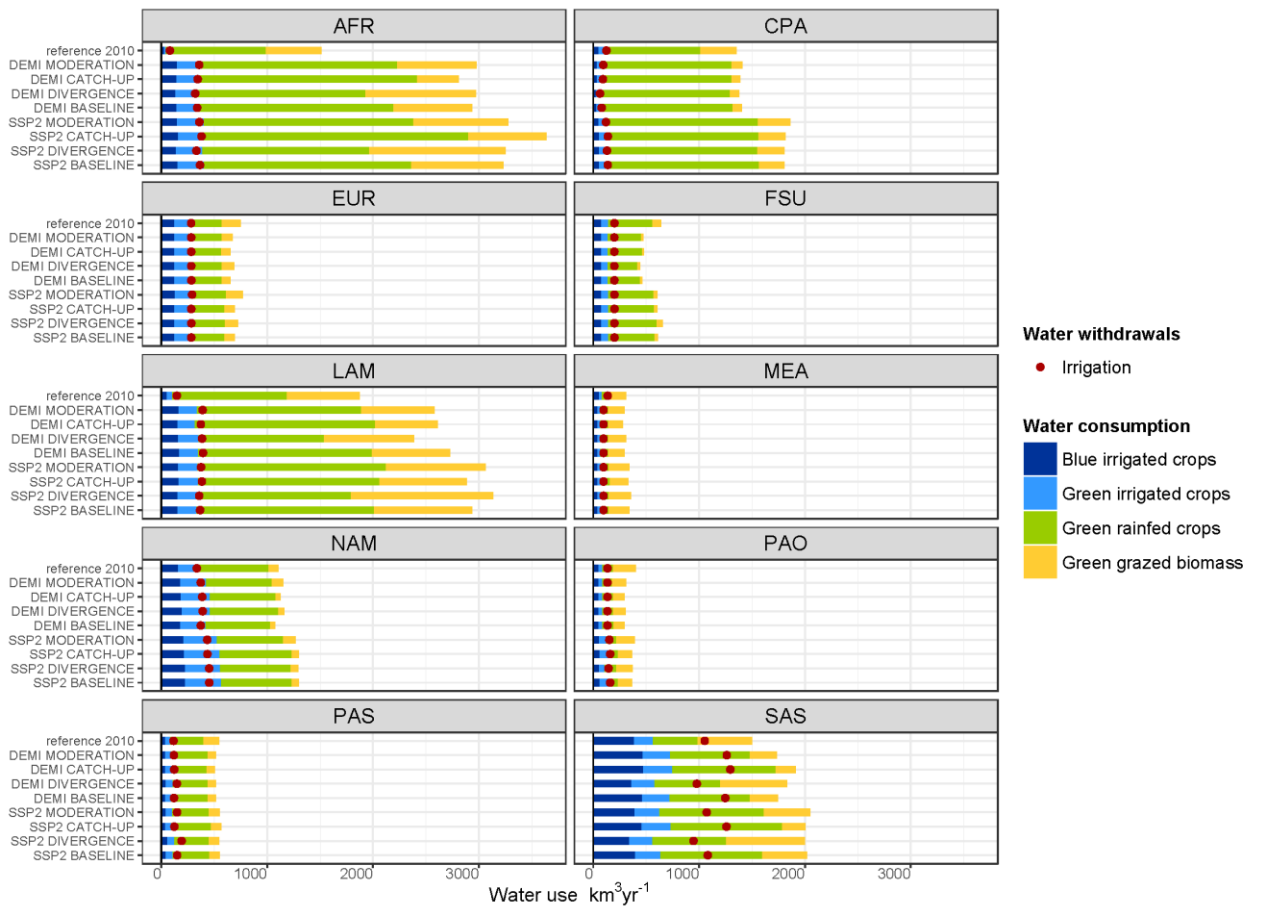 AFR
CPA
reference 2010
DEMI MODERATION
DEMI CATCH-UP
DEMI DIVERGENCE
DEMI BASELINE
SSP2 MODERATION
SSP2 CATCH-UP
SSP2 DIVERGENCE
SSP2 BASELINE
EUR
FSU
reference 2010
DEMI MODERATION
DEMI CATCH-UP
DEMI DIVERGENCE
DEMI BASELINE
SSP2 MODERATION
SSP2 CATCH-UP
SSP2 DIVERGENCE
SSP2 BASELINE
LAM
MEA
reference 2010
DEMI MODERATION
DEMI CATCH-UP
DEMI DIVERGENCE
DEMI BASELINE
SSP2 MODERATION
SSP2 CATCH-UP
SSP2 DIVERGENCE
SSP2 BASELINE
NAM
PAO
reference 2010
DEMI MODERATION
DEMI CATCH-UP
DEMI DIVERGENCE
DEMI BASELINE
SSP2 MODERATION
SSP2 CATCH-UP
SSP2 DIVERGENCE
SSP2 BASELINE
PAS
SAS
reference 2010
DEMI MODERATION
DEMI CATCH-UP
DEMI DIVERGENCE
DEMI BASELINE
SSP2 MODERATION
SSP2 CATCH-UP
SSP2 DIVERGENCE
SSP2 BASELINE
0 1000 2000 3000
0 1000 2000 3000
Water use km³yr⁻¹
Water withdrawals
Irrigation
Water consumption
Blue irrigated crops
Green irrigated crops
Green rainfed crops
Green grazed biomass